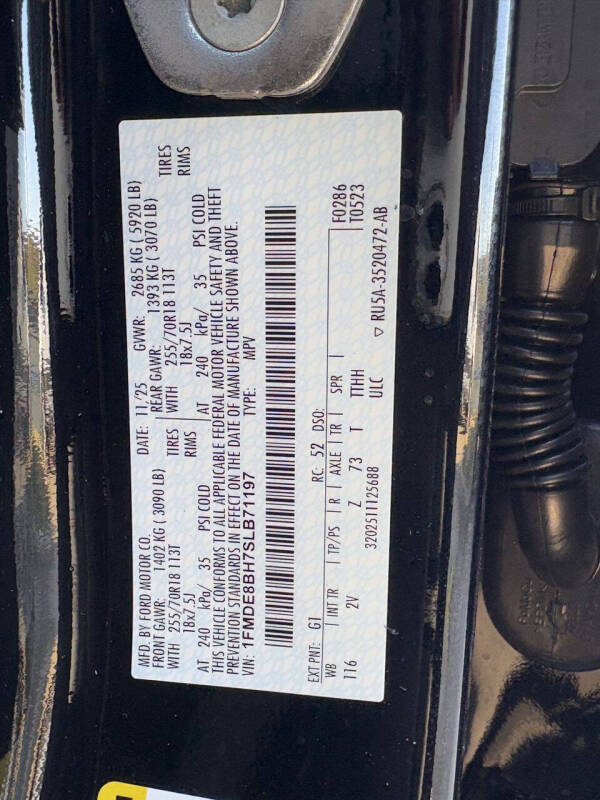 MFD. BY FORD MOTOR CO.
DATE: 11/25 GVWR: 2685 KG ( 5920 LB)
FRONT GAWR: 1402 KG ( 3090 LB)
REAR GAWR: 1393 KG ( 3070 LB)
WITH 255/70R18 113T TIRES
WITH 255/70R18 113T TIRES
18x7.5J RIMS
18x7.5J RIMS
AT 240 kPa/ 35 PSI COLD
AT 240 kPa/ 35 PSI COLD
THIS VEHICLE CONFORMS TO ALL APPLICABLE FEDERAL MOTOR VEHICLE SAFETY AND THEFT
PREVENTION STANDARDS IN EFFECT ON THE DATE OF MANUFACTURE SHOWN ABOVE.
VIN: 1FMDE8BH7SLB71197 TYPE: MPV
EXT PNT: G1 RC: 52 DSO: F0286
WB | INT TR | TP/PS | R | AXLE | TR | SPR | T0523
116 2V Z 73 T TTHH
3202511125688 ULC
▽ RU5A-3520472-AB